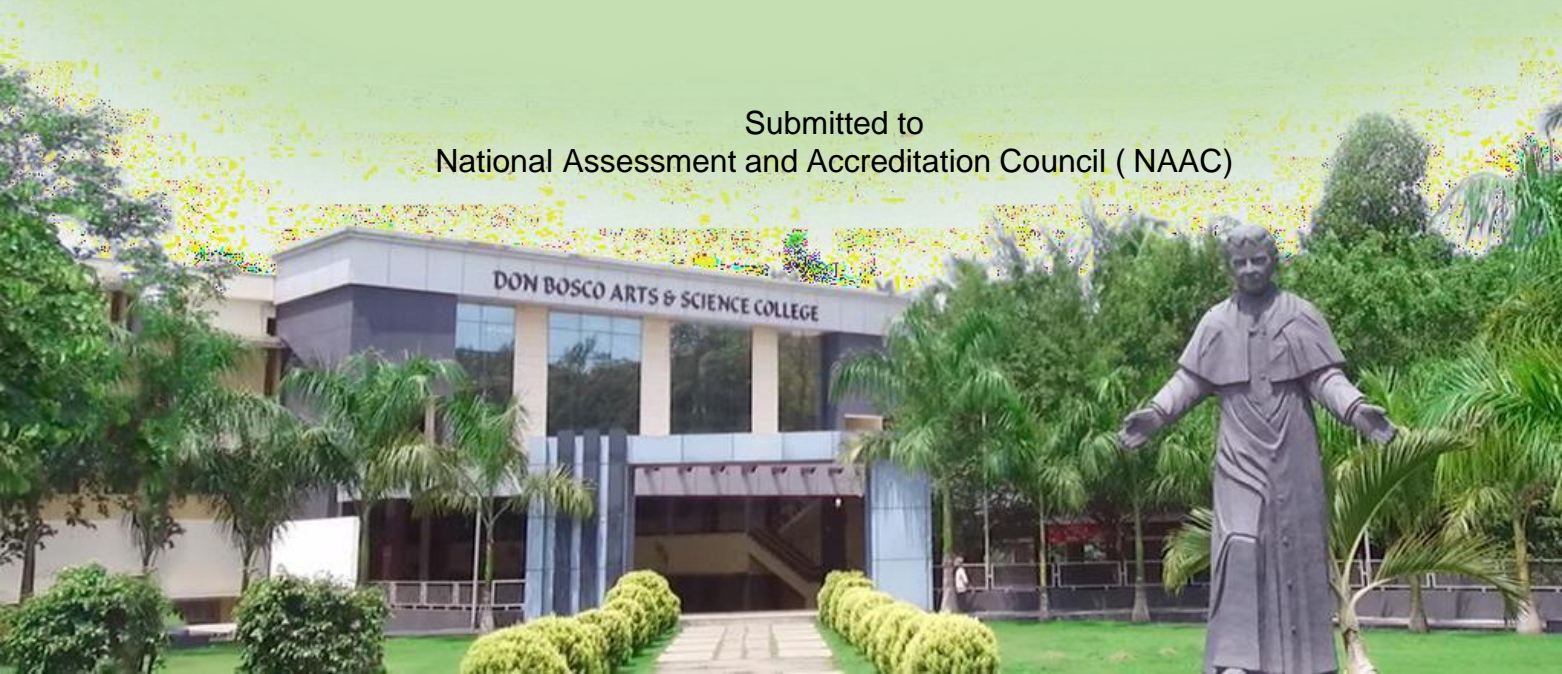 Submitted to
National Assessment and Accreditation Council ( NAAC)
DON BOSCO ARTS & SCIENCE COLLEGE